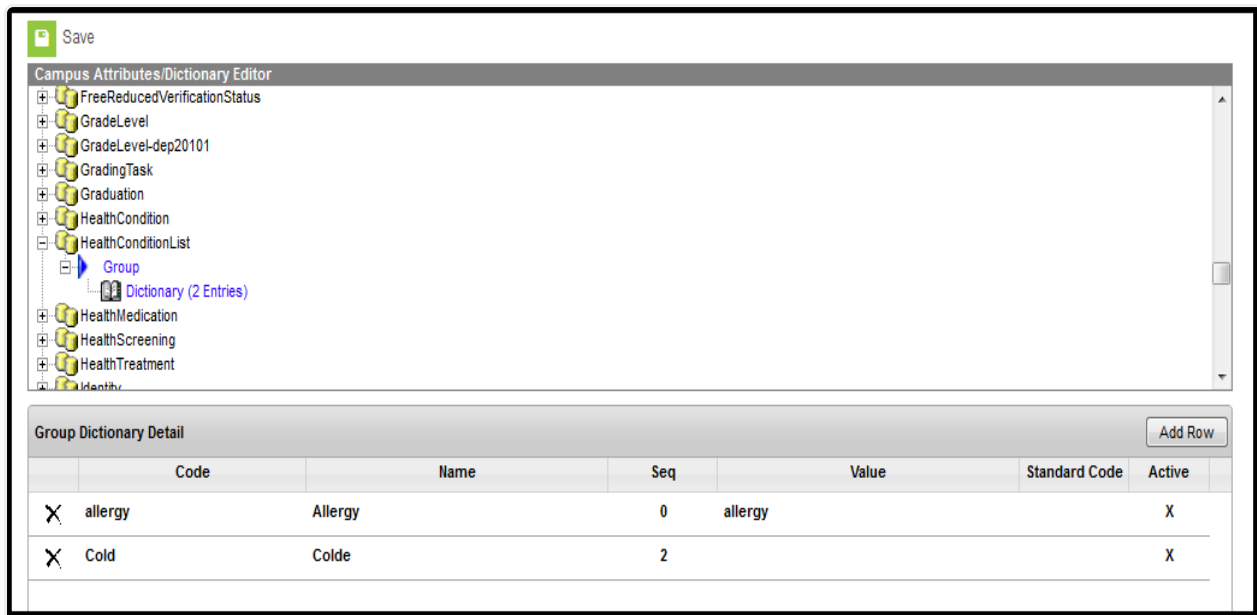 Save
Campus Attributes/Dictionary Editor
FreeReducedVerificationStatus
GradeLevel
GradeLevel-dep20101
GradingTask
Graduation
HealthCondition
HealthConditionList
Group
Dictionary (2 Entries)
HealthMedication
HealthScreening
HealthTreatment
Identity
Group Dictionary Detail Add Row
Code Name Seq Value Standard Code Active
X allergy Allergy 0 allergy X
X Cold Colde 2 X